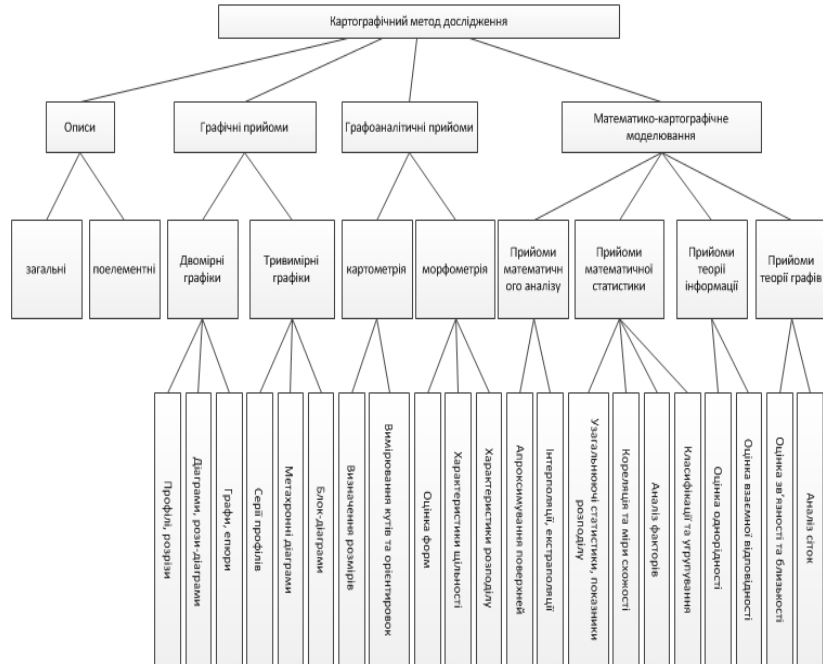 Картографічний метод дослідження
Описи
Графічні прийоми
Графоаналітичні прийоми
Математико-картографічне
моделювання
загальні
поелементні
Двомірні
графіки
Тривимірні
графіки
картометрія
морфометрія
Прийоми
математичн
ого аналізу
Прийоми
математичної
статистики
Прийоми
теорії
інформації
Прийоми
теорії графів
Профілі, розрізи
Діаграми, рози-діаграми
Графи, епюри
Серії профілів
Метахронні діаграми
Блок-діаграми
Визначення розмірів
Вимірювання кутів та орієнтировок
Оцінка форм
Характеристики щільності
Характеристики розподілу
Апроксимування поверхней
Інтерполяції, екстраполяції
Узагальнюючі статистики, показники
розподілу
Кореляція та міри схожості
Аналіз факторів
Класифікації та угрупування
Оцінка однорідності
Оцінка взаємної відповідності
Оцінка зв'язності та близькості
Аналіз сіток